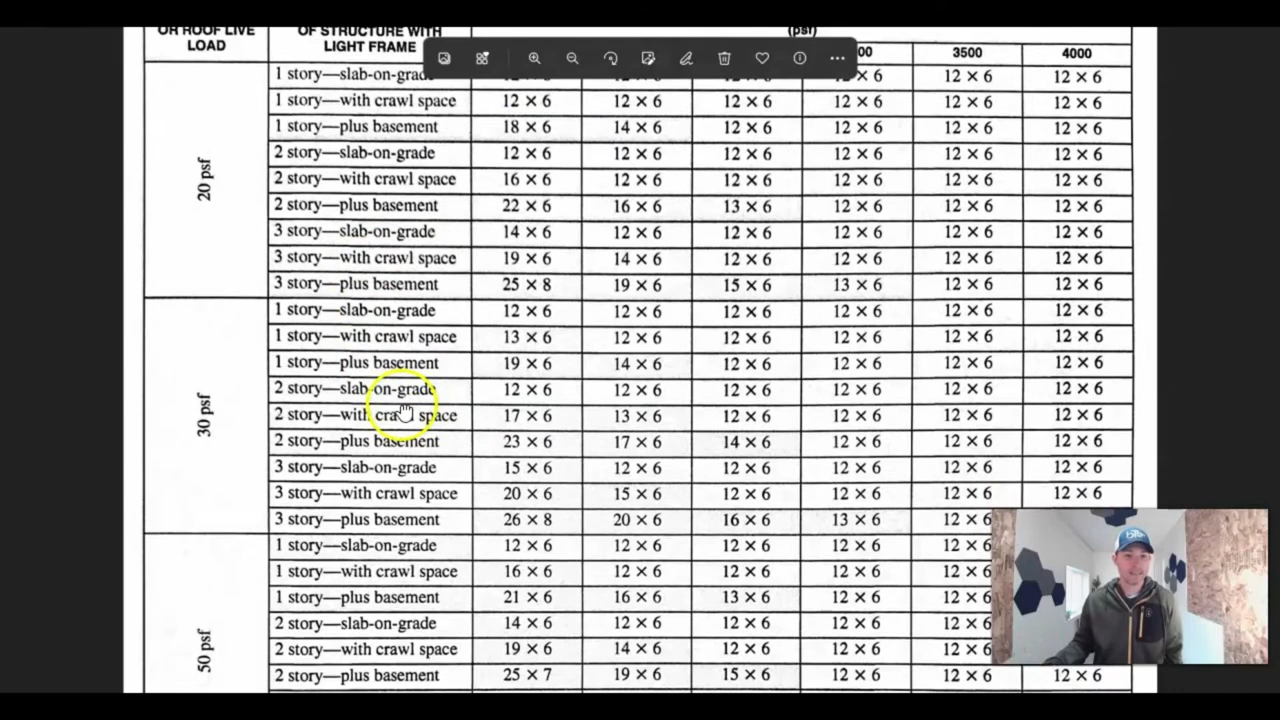 OR ROOF LIVE LOAD
OF STRUCTURE WITH LIGHT FRAME
(psf)
3500 4000
20 psf
1 story—slab-on-grade 12 × 6 12 × 6
1 story—with crawl space 12 × 6 12 × 6 12 × 6 12 × 6 12 × 6 12 × 6
1 story—plus basement 18 × 6 14 × 6 12 × 6 12 × 6 12 × 6 12 × 6
2 story—slab-on-grade 12 × 6 12 × 6 12 × 6 12 × 6 12 × 6 12 × 6
2 story—with crawl space 16 × 6 12 × 6 12 × 6 12 × 6 12 × 6 12 × 6
2 story—plus basement 22 × 6 16 × 6 13 × 6 12 × 6 12 × 6 12 × 6
3 story—slab-on-grade 14 × 6 12 × 6 12 × 6 12 × 6 12 × 6 12 × 6
3 story—with crawl space 19 × 6 14 × 6 12 × 6 12 × 6 12 × 6 12 × 6
3 story—plus basement 25 × 8 19 × 6 15 × 6 13 × 6 12 × 6 12 × 6
30 psf
1 story—slab-on-grade 12 × 6 12 × 6 12 × 6 12 × 6 12 × 6 12 × 6
1 story—with crawl space 13 × 6 12 × 6 12 × 6 12 × 6 12 × 6 12 × 6
1 story—plus basement 19 × 6 14 × 6 12 × 6 12 × 6 12 × 6 12 × 6
2 story—slab-on-grade 12 × 6 12 × 6 12 × 6 12 × 6 12 × 6 12 × 6
2 story—with crawl space 17 × 6 13 × 6 12 × 6 12 × 6 12 × 6 12 × 6
2 story—plus basement 23 × 6 17 × 6 14 × 6 12 × 6 12 × 6 12 × 6
3 story—slab-on-grade 15 × 6 12 × 6 12 × 6 12 × 6 12 × 6 12 × 6
3 story—with crawl space 20 × 6 15 × 6 12 × 6 12 × 6 12 × 6 12 × 6
3 story—plus basement 26 × 8 20 × 6 16 × 6 13 × 6 12 × 6
50 psf
1 story—slab-on-grade 12 × 6 12 × 6 12 × 6 12 × 6 12 × 6
1 story—with crawl space 16 × 6 12 × 6 12 × 6 12 × 6 12 × 6
1 story—plus basement 21 × 6 16 × 6 13 × 6 12 × 6 12 × 6
2 story—slab-on-grade 14 × 6 12 × 6 12 × 6 12 × 6 12 × 6
2 story—with crawl space 19 × 6 14 × 6 12 × 6 12 × 6 12 × 6
2 story—plus basement 25 × 7 19 × 6 15 × 6 12 × 6 12 × 6 12 × 6